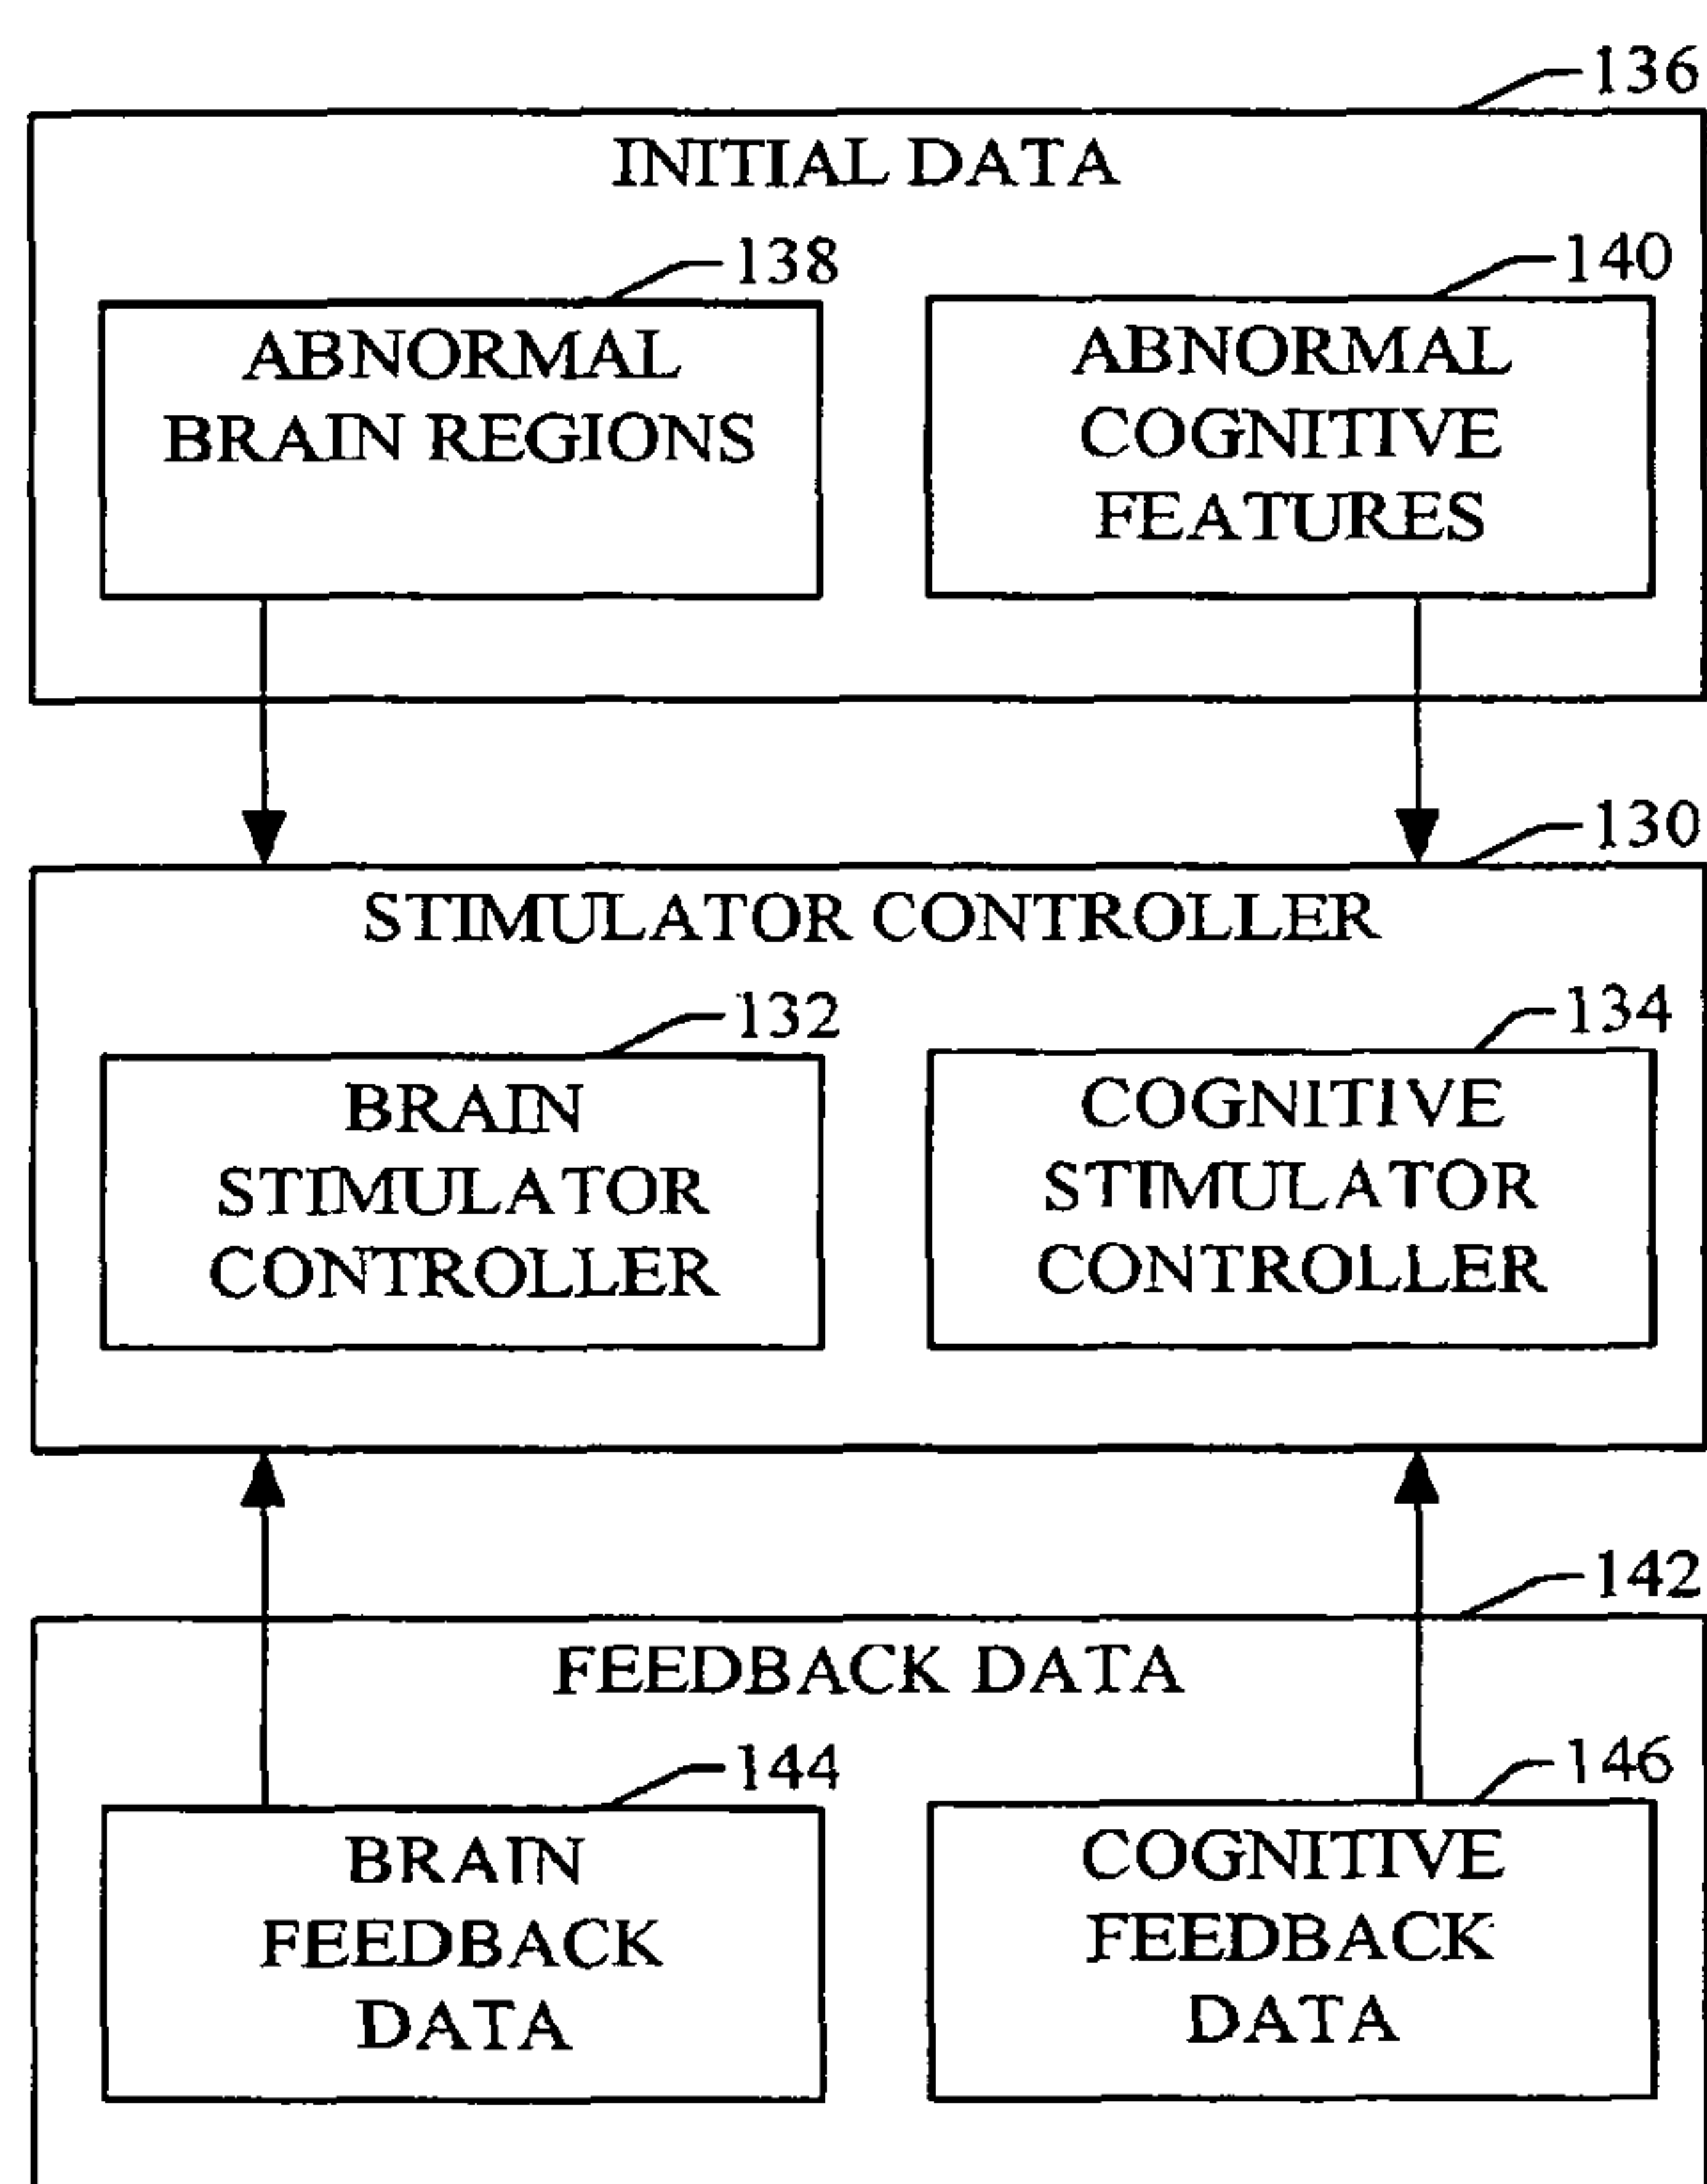 136
INITIAL DATA
138
140
ABNORMAL
BRAIN REGIONS
ABNORMAL
COGNITIVE
FEATURES
130
STIMULATOR CONTROLLER
132
134
BRAIN
STIMULATOR
CONTROLLER
COGNITIVE
STIMULATOR
CONTROLLER
142
FEEDBACK DATA
144
146
BRAIN
FEEDBACK
DATA
COGNITIVE
FEEDBACK
DATA